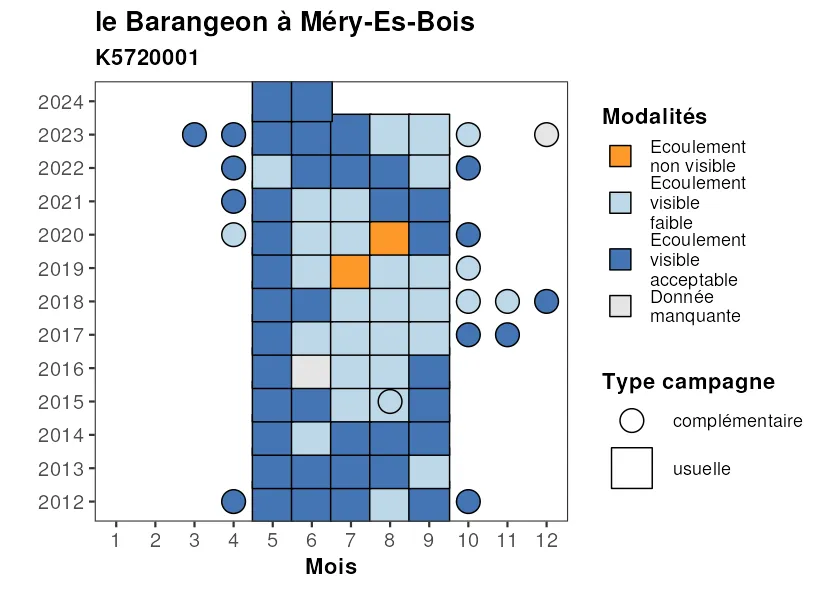 le Barangeon à Méry-Es-Bois
K5720001
2024
2023
2022
2021
2020
2019
2018
2017
2016
2015
2014
2013
2012
1 2 3 4 5 6 7 8 9 10 11 12
Mois
Modalités
Ecoulement
non visible
Ecoulement
visible
faible
Ecoulement
visible
acceptable
Donnée
manquante
Type campagne
complémentaire
usuelle